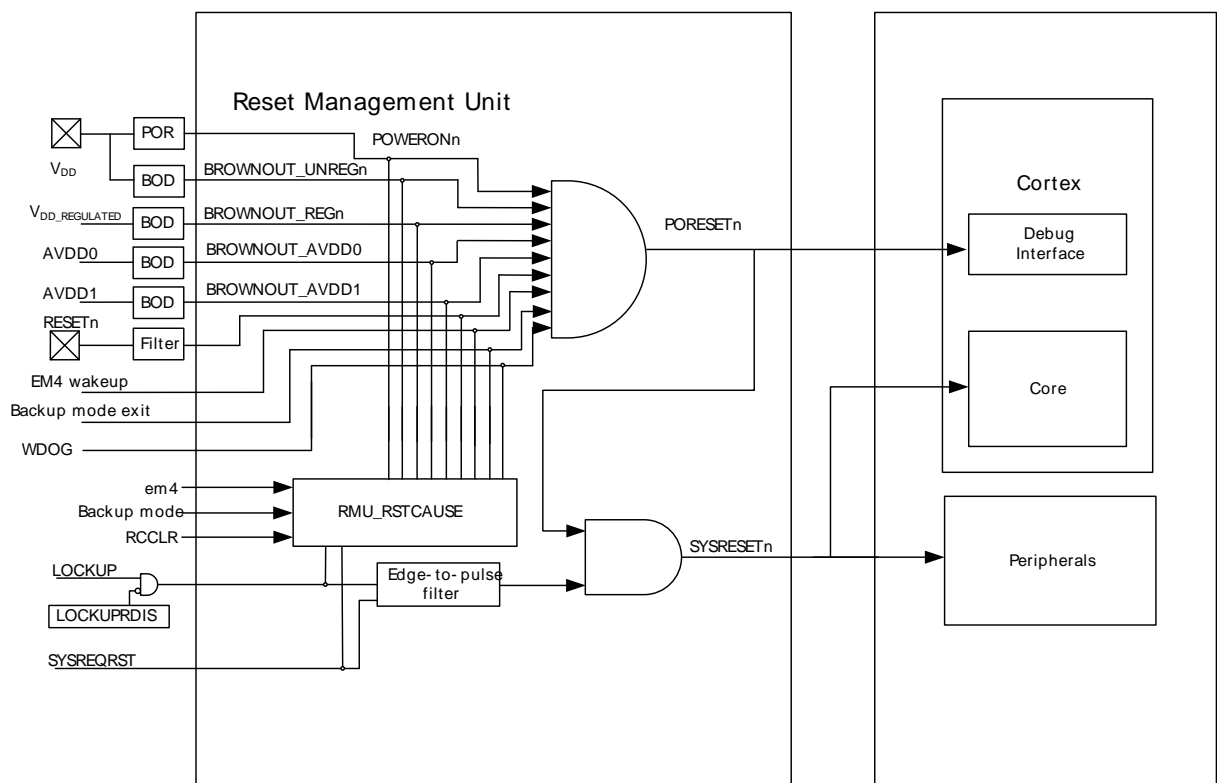 Reset Management Unit
POR
POWERONn
VDD
BOD
BROWNOUT_UNREGn
VDD_REGULATED
BOD
BROWNOUT_REGn
AVDD0
BOD
BROWNOUT_AVDD0
AVDD1
BOD
BROWNOUT_AVDD1
RESETn
Filter
EM4 wakeup
Backup mode exit
WDOG
em4
Backup mode
RCCLR
RMU_RSTCAUSE
LOCKUP
LOCKUPRDIS
Edge-to-pulse
filter
SYSREQRST
PORESETn
SYSRESETn
Cortex
Debug
Interface
Core
Peripherals